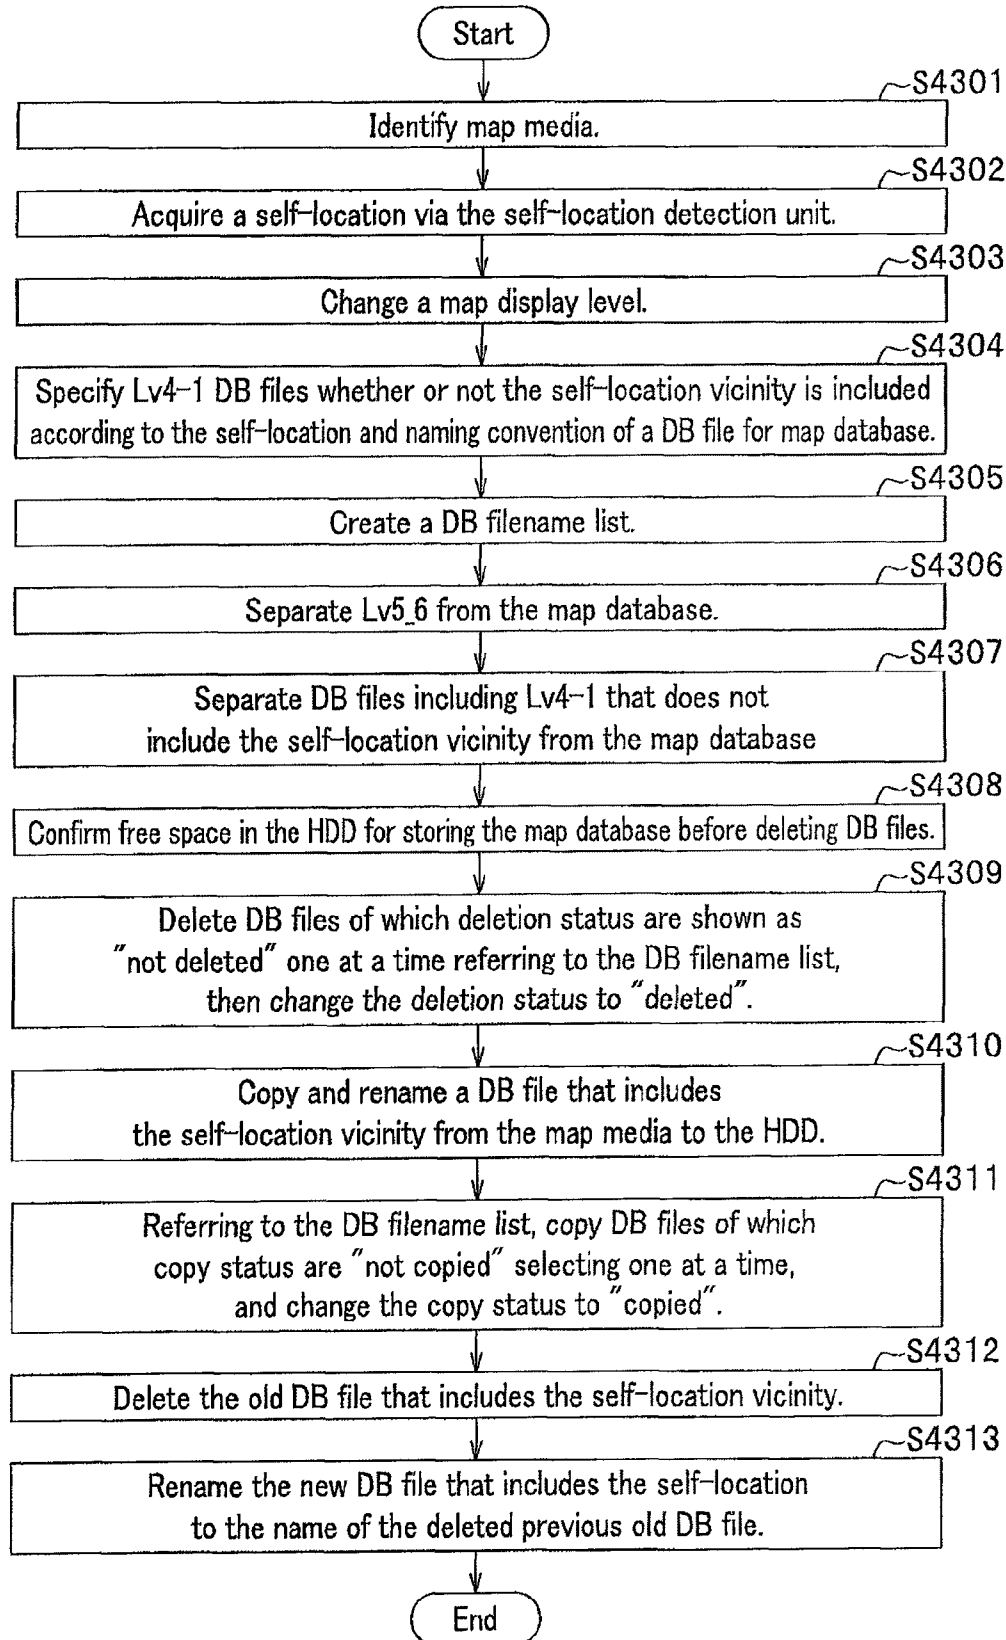 Start
S4301
Identify map media.
S4302
Acquire a self-location via the self-location detection unit.
S4303
Change a map display level.
S4304
Specify Lv4-1 DB files whether or not the self-location vicinity is included
according to the self-location and naming convention of a DB file for map database.
S4305
Create a DB filename list.
S4306
Separate Lv5_6 from the map database.
S4307
Separate DB files including Lv4-1 that does not
include the self-location vicinity from the map database
S4308
Confirm free space in the HDD for storing the map database before deleting DB files.
S4309
Delete DB files of which deletion status are shown as
"not deleted" one at a time referring to the DB filename list,
then change the deletion status to "deleted".
S4310
Copy and rename a DB file that includes
the self-location vicinity from the map media to the HDD.
S4311
Referring to the DB filename list, copy DB files of which
copy status are "not copied" selecting one at a time,
and change the copy status to "copied".
S4312
Delete the old DB file that includes the self-location vicinity.
S4313
Rename the new DB file that includes the self-location
to the name of the deleted previous old DB file.
End